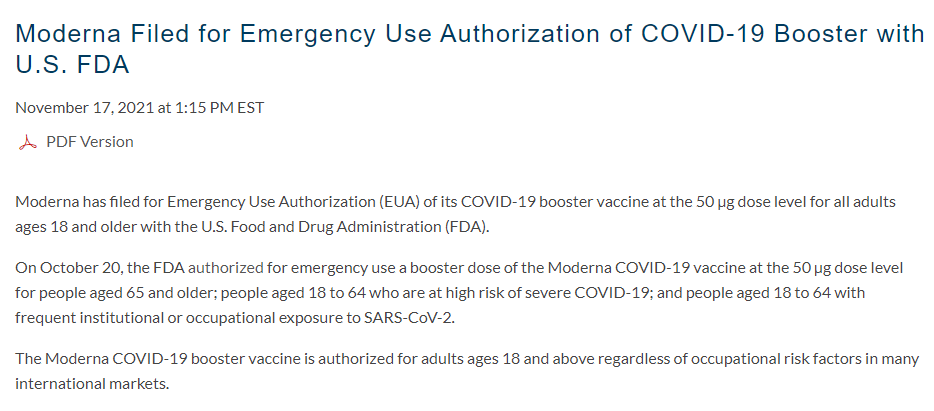 Moderna Filed for Emergency Use Authorization of COVID-19 Booster with
U.S. FDA
November 17, 2021 at 1:15 PM EST
PDF Version
Moderna has filed for Emergency Use Authorization (EUA) of its COVID-19 booster vaccine at the 50 µg dose level for all adults
ages 18 and older with the U.S. Food and Drug Administration (FDA).
On October 20, the FDA authorized for emergency use a booster dose of the Moderna COVID-19 vaccine at the 50 µg dose level
for people aged 65 and older; people aged 18 to 64 who are at high risk of severe COVID-19; and people aged 18 to 64 with
frequent institutional or occupational exposure to SARS-CoV-2.
The Moderna COVID-19 booster vaccine is authorized for adults ages 18 and above regardless of occupational risk factors in many
international markets.